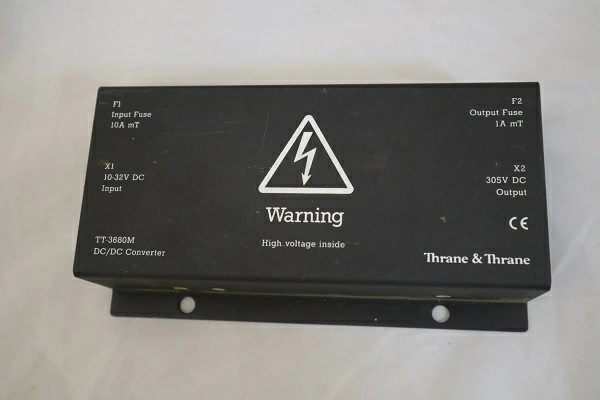 F1
Input Fuse
10A mT
F2
Output Fuse
1A mT
X1
10-32V DC
Input
X2
305V DC
Output
Warning
High voltage inside
CE
TT-3680M
DC/DC Converter
Thrane & Thrane